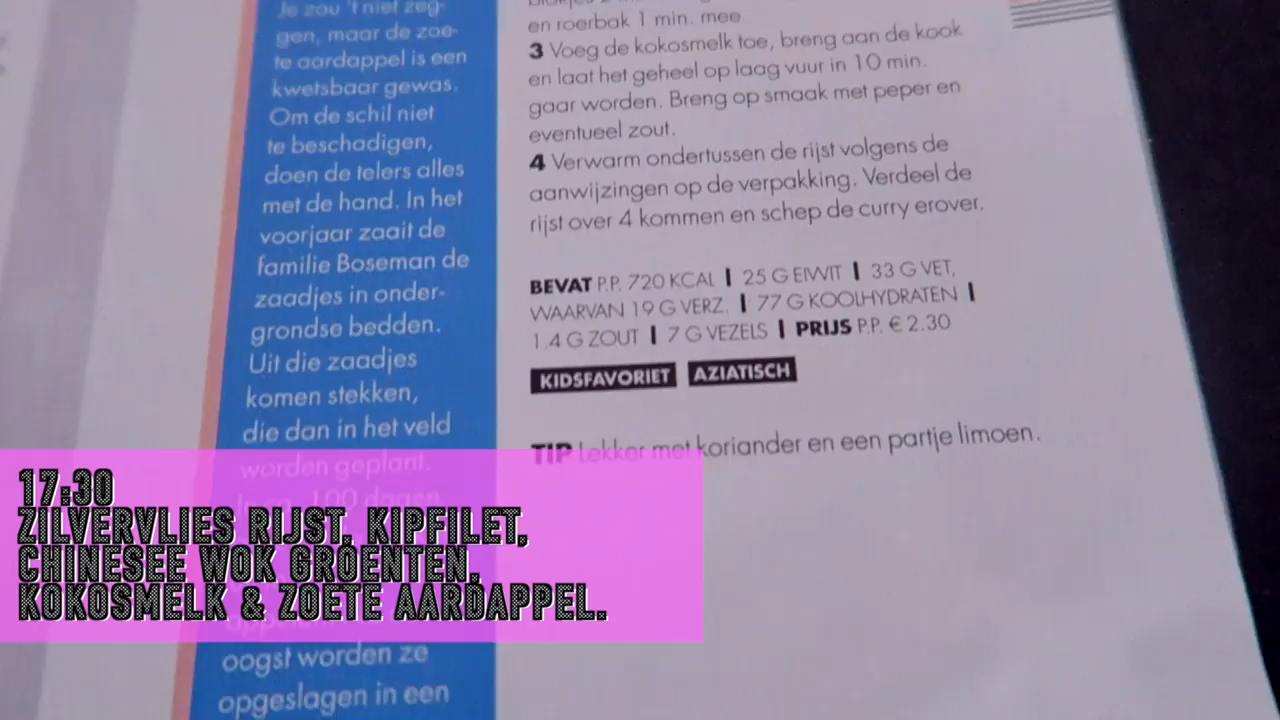 Je zou 't niet zeg-
gen, maar de zoe-
te aardappel is een
kwetsbaar gewas.
Om de schil niet
te beschadigen,
doen de telers alles
met de hand. In het
voorjaar zaait de
familie Boseman de
zaadjes in onder-
grondse bedden.
Uit die zaadjes
komen stekken,
die dan in het veld
worden geplant.
100 dagen
oogst worden ze
opgeslagen in een
en roerbak 1 min. mee
3 Voeg de kokosmelk toe, breng aan de kook
en laat het geheel op laag vuur in 10 min.
gaar worden. Breng op smaak met peper en
eventueel zout.
4 Verwarm ondertussen de rijst volgens de
aanwijzingen op de verpakking. Verdeel de
rijst over 4 kommen en schep de curry erover.
BEVAT P.P. 720 KCAL | 25 G EIWIT | 33 G VET,
WAARVAN 19 G VERZ. | 77 G KOOLHYDRATEN |
1.4 G ZOUT | 7 G VEZELS | PRIJS P.P. € 2.30
KIDSFAVORIET AZIATISCH
TIP Lekker met koriander en een partje limoen.
17:30
ZILVERVLIES RIJST, KIPFILET,
CHINESEE WOK GROENTEN,
KOKOSMELK & ZOETE AARDAPPEL.